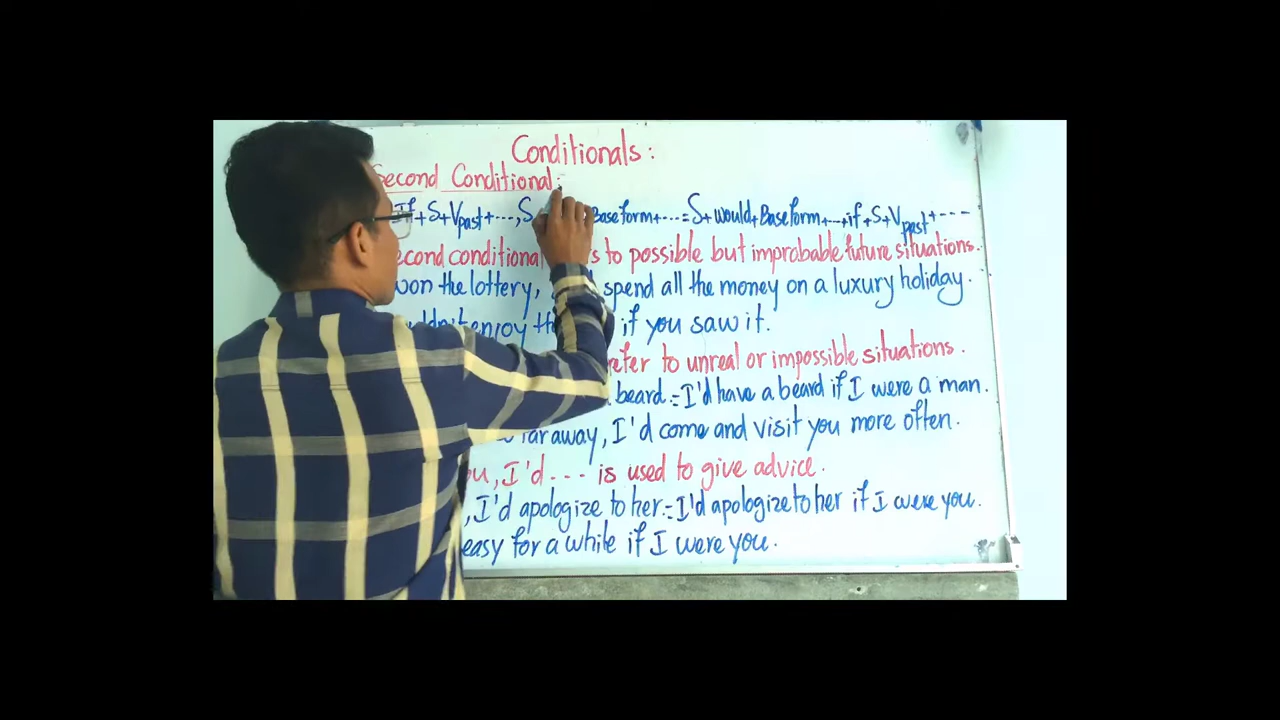 Conditionals:
Second Conditional:
If + S + Vpast + ..., S Base form + ... = S + would + Base form + ... if + S + Vpast + ---
econd conditional to possible but improbable future situations.
won the lottery, spend all the money on a luxury holiday.
enjoy if you saw it.
refer to unreal or impossible situations.
beard = I'd have a beard if I were a man.
far away, I'd come and visit you more often.
I'd --- is used to give advice.
, I'd apologize to her = I'd apologize to her if I were you.
easy for a while if I were you.